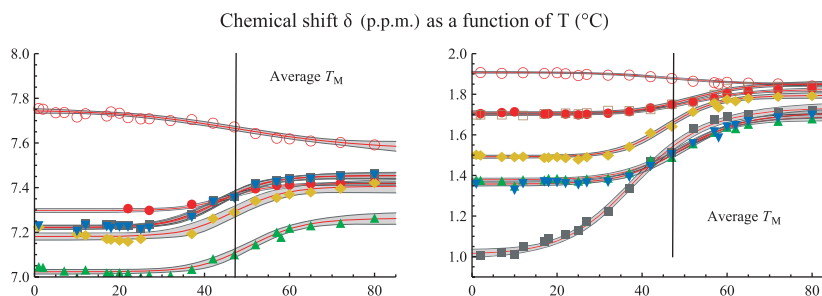 Chemical shift δ (p.p.m.) as a function of T (°C)
8.0
7.8
7.6
7.4
7.2
7.0
0 20 40 60 80
Average TM
2.0
1.8
1.6
1.4
1.2
1.0
0 20 40 60 80
Average TM